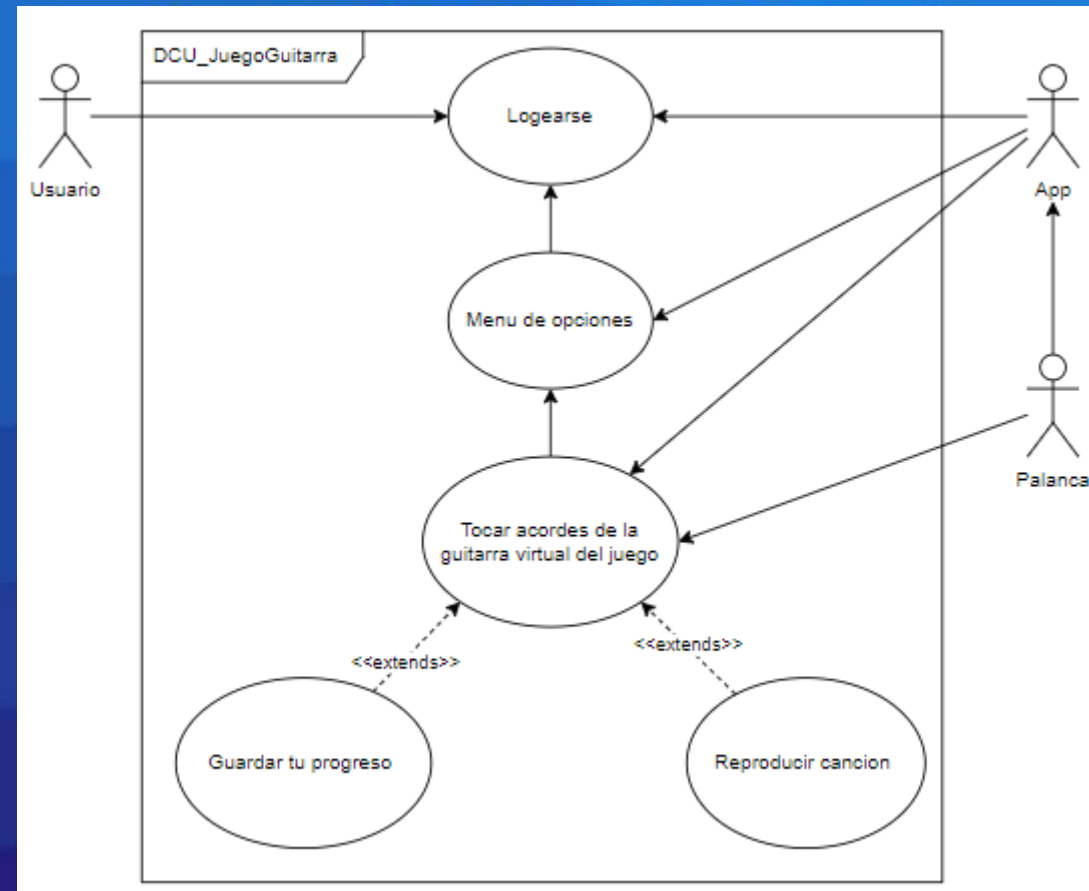 DCU_JuegoGuitarra
Logearse
Usuario
App
Menu de opciones
Palanca
Tocar acordes de la
guitarra virtual del juego
<<extends>>
<<extends>>
Guardar tu progreso
Reproducir cancion